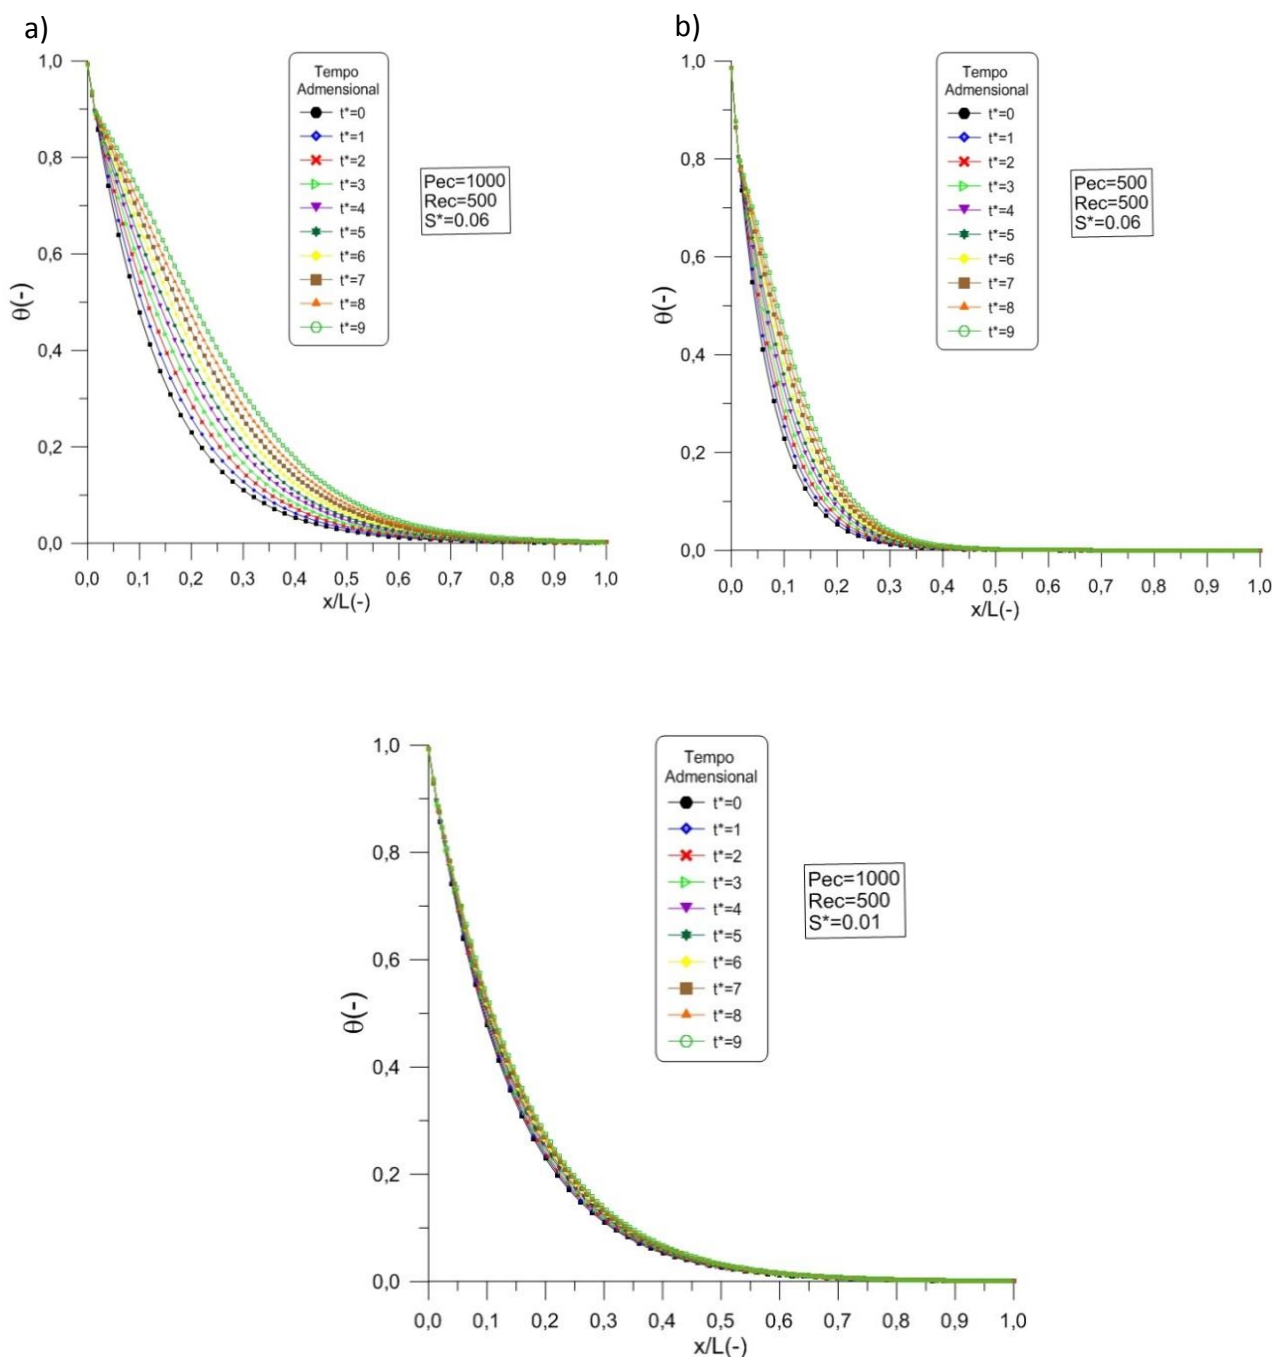 a)
1,0
0,8
0,6
0,4
0,2
0,0
θ(-)
0,0 0,1 0,2 0,3 0,4 0,5 0,6 0,7 0,8 0,9 1,0
x/L(-)
Tempo
Admensional
t*=0
t*=1
t*=2
t*=3
t*=4
t*=5
t*=6
t*=7
t*=8
t*=9
Pec=1000
Rec=500
S*=0.06
b)
1,0
0,8
0,6
0,4
0,2
0,0
θ(-)
0,0 0,1 0,2 0,3 0,4 0,5 0,6 0,7 0,8 0,9 1,0
x/L(-)
Tempo
Admensional
t*=0
t*=1
t*=2
t*=3
t*=4
t*=5
t*=6
t*=7
t*=8
t*=9
Pec=500
Rec=500
S*=0.06
1,0
0,8
0,6
0,4
0,2
0,0
θ(-)
0,0 0,1 0,2 0,3 0,4 0,5 0,6 0,7 0,8 0,9 1,0
x/L(-)
Tempo
Admensional
t*=0
t*=1
t*=2
t*=3
t*=4
t*=5
t*=6
t*=7
t*=8
t*=9
Pec=1000
Rec=500
S*=0.01